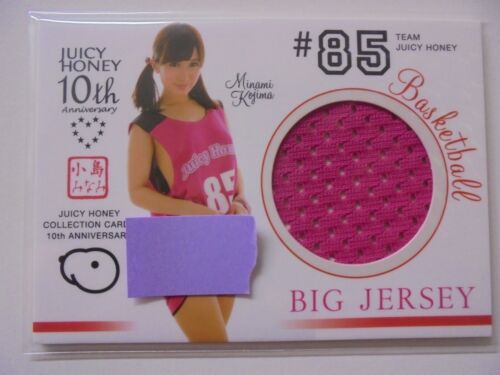 JUICY
HONEY
10th
Anniversary
小島
みなみ
JUICY HONEY
COLLECTION CARD
10th ANNIVERSAR
Minami
Kojima
Juicy Honey
85
#85
TEAM
JUICY HONEY
Basketball
BIG JERSEY